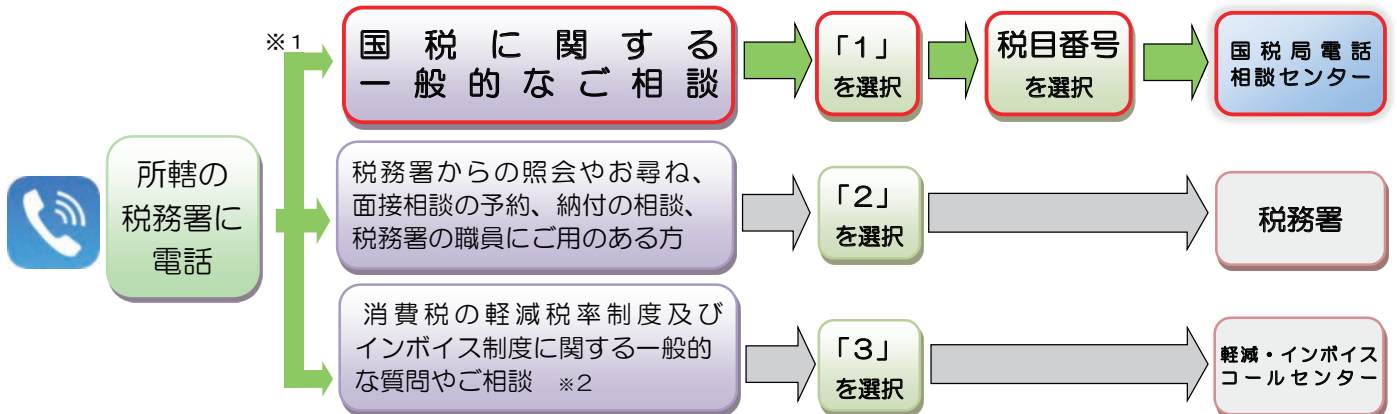 ※1
国税に関する
一般的なご相談
「1」
を選択
税目番号
を選択
国税局電話
相談センター
所轄の
税務署に
電話
税務署からの照会やお尋ね、
面接相談の予約、納付の相談、
税務署の職員にご用のある方
「2」
を選択
税務署
消費税の軽減税率制度及び
インボイス制度に関する一般的
な質問やご相談 ※2
「3」
を選択
軽減・インボイス
コールセンター